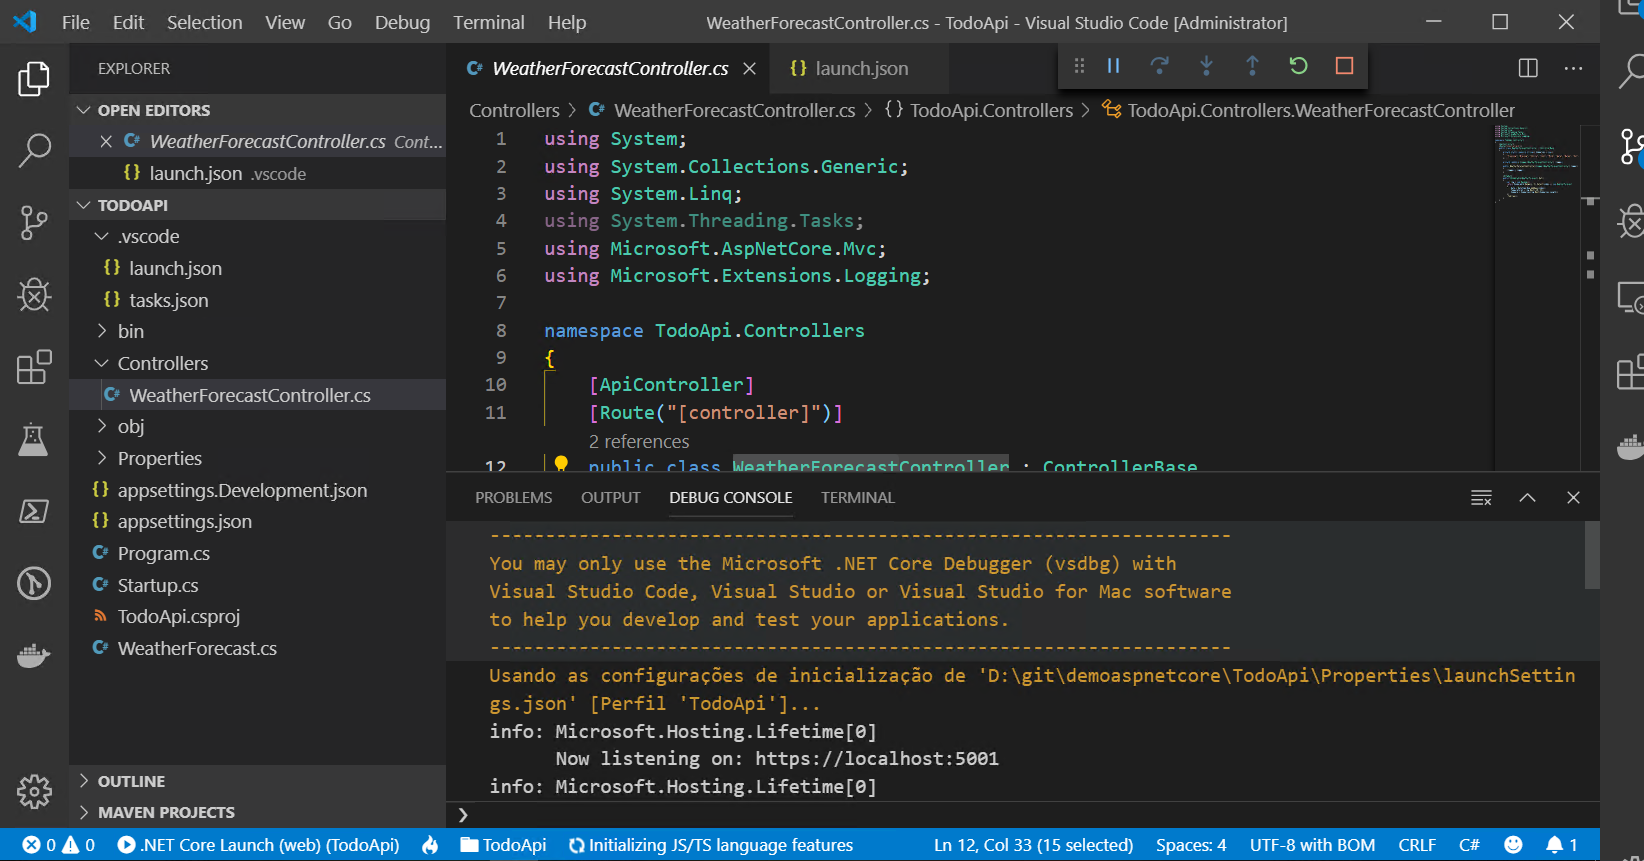 File Edit Selection View Go Debug Terminal Help WeatherForecastController.cs - TodoApi - Visual Studio Code [Administrator]
EXPLORER
OPEN EDITORS
WeatherForecastController.cs Cont...
launch.json .vscode
TODOAPI
.vscode
launch.json
tasks.json
bin
Controllers
WeatherForecastController.cs
obj
Properties
appsettings.Development.json
appsettings.json
Program.cs
Startup.cs
TodoApi.csproj
WeatherForecast.cs
OUTLINE
MAVEN PROJECTS
WeatherForecastController.cs launch.json
Controllers > WeatherForecastController.cs > {} TodoApi.Controllers > TodoApi.Controllers.WeatherForecastController
1 using System;
2 using System.Collections.Generic;
3 using System.Linq;
4 using System.Threading.Tasks;
5 using Microsoft.AspNetCore.Mvc;
6 using Microsoft.Extensions.Logging;
7
8 namespace TodoApi.Controllers
9 {
10 [ApiController]
11 [Route("[controller]")]
2 references
12 public class WeatherForecastController : ControllerBase
PROBLEMS OUTPUT DEBUG CONSOLE TERMINAL
-------------------------------------------------------------------
You may only use the Microsoft .NET Core Debugger (vsdbg) with
Visual Studio Code, Visual Studio or Visual Studio for Mac software
to help you develop and test your applications.
-------------------------------------------------------------------
Usando as configurações de inicialização de 'D:\git\demoaspnetcore\TodoApi\Properties\launchSettin
gs.json' [Perfil 'TodoApi']...
info: Microsoft.Hosting.Lifetime[0]
Now listening on: https://localhost:5001
info: Microsoft.Hosting.Lifetime[0]
0 0 .NET Core Launch (web) (TodoApi) TodoApi Initializing JS/TS language features Ln 12, Col 33 (15 selected) Spaces: 4 UTF-8 with BOM CRLF C# 1